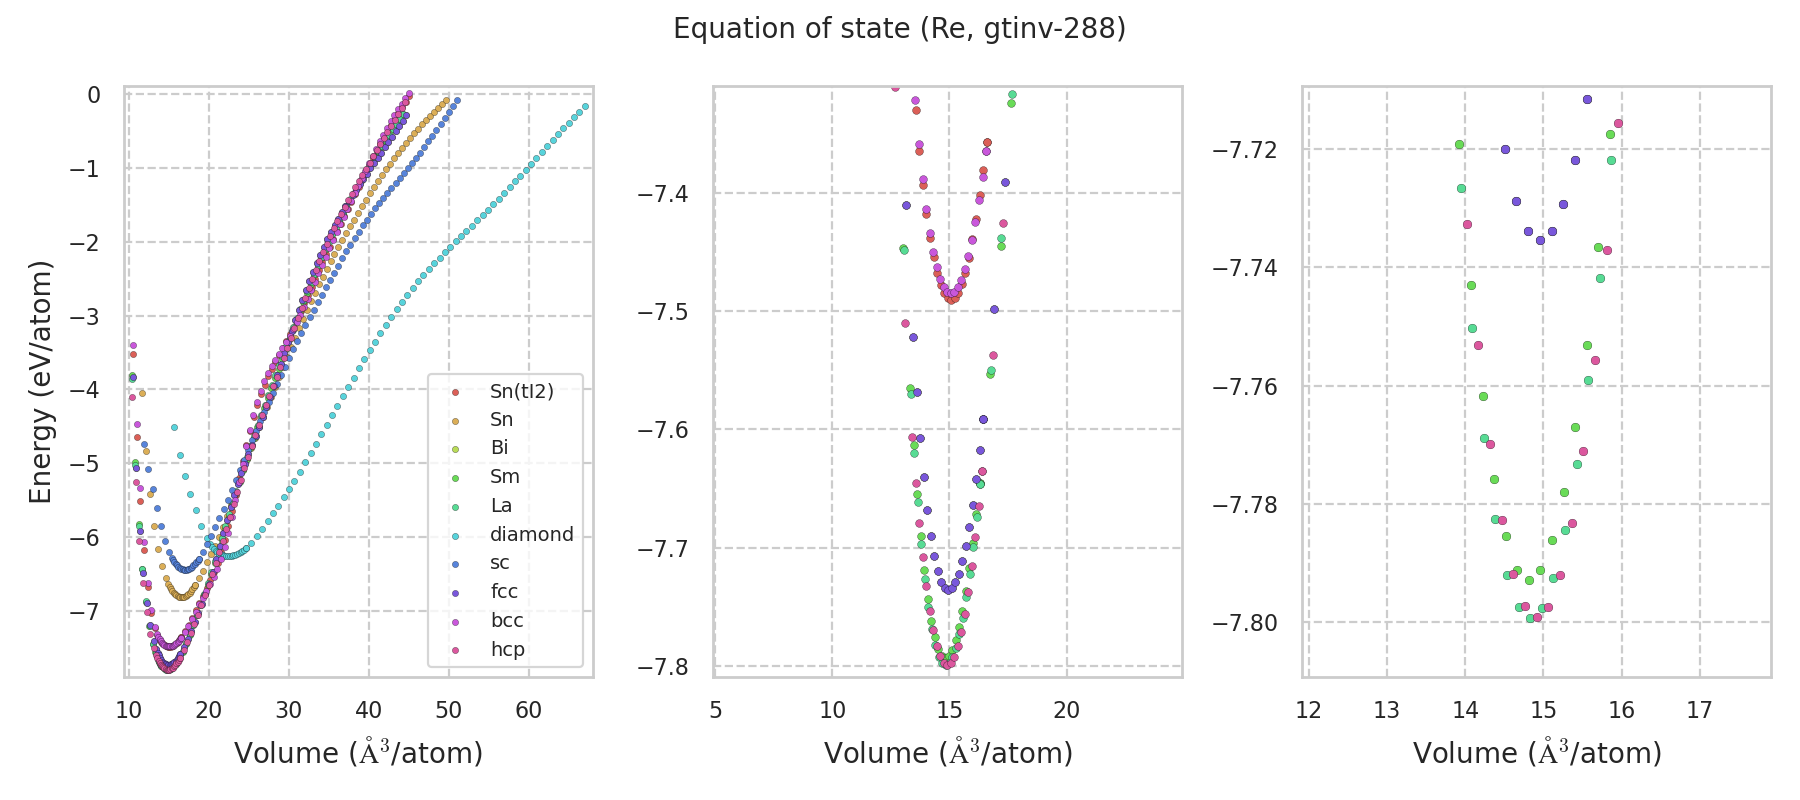 Equation of state (Re, gtinv-288)
Energy (eV/atom)
0
−1
−2
−3
−4
−5
−6
−7
10 20 30 40 50 60
Volume (Å³/atom)
Sn(tI2)
Sn
Bi
Sm
La
diamond
sc
fcc
bcc
hcp
−7.4
−7.5
−7.6
−7.7
−7.8
5 10 15 20
Volume (Å³/atom)
−7.72
−7.74
−7.76
−7.78
−7.80
12 13 14 15 16 17
Volume (Å³/atom)